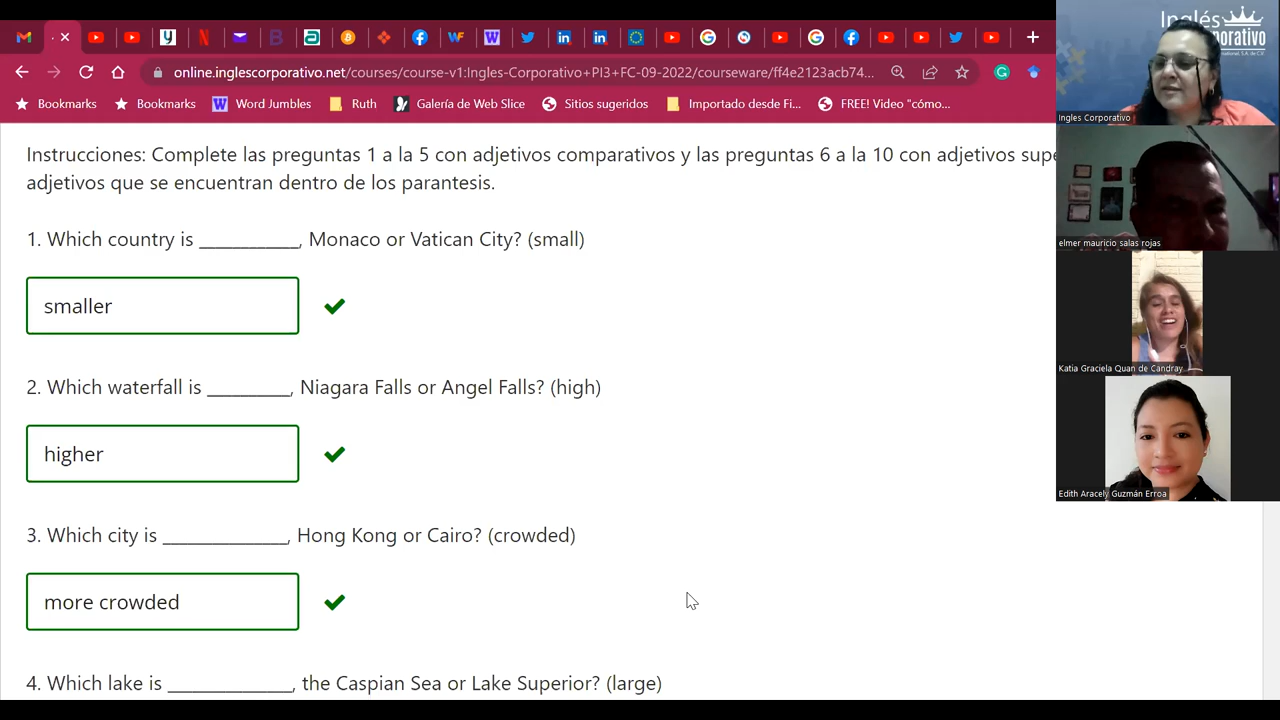 online.inglescorporativo.net/courses/course-v1:Ingles-Corporativo+PI3+FC-09-2022/courseware/ff4e2123acb74...
Bookmarks
Bookmarks
Word Jumbles
Ruth
Galería de Web Slice
Sitios sugeridos
Importado desde Fi...
FREE! Video "cómo...
Instrucciones: Complete las preguntas 1 a la 5 con adjetivos comparativos y las preguntas 6 a la 10 con adjetivos supe
adjetivos que se encuentran dentro de los parantesis.
1. Which country is ___________, Monaco or Vatican City? (small)
smaller
2. Which waterfall is _________, Niagara Falls or Angel Falls? (high)
higher
3. Which city is ______________, Hong Kong or Cairo? (crowded)
more crowded
4. Which lake is ______________, the Caspian Sea or Lake Superior? (large)
Inglés
Ingles Corporativo
elmer mauricio salas rojas
Katia Graciela Quan de Candray
Edith Aracely Guzmán Erroa